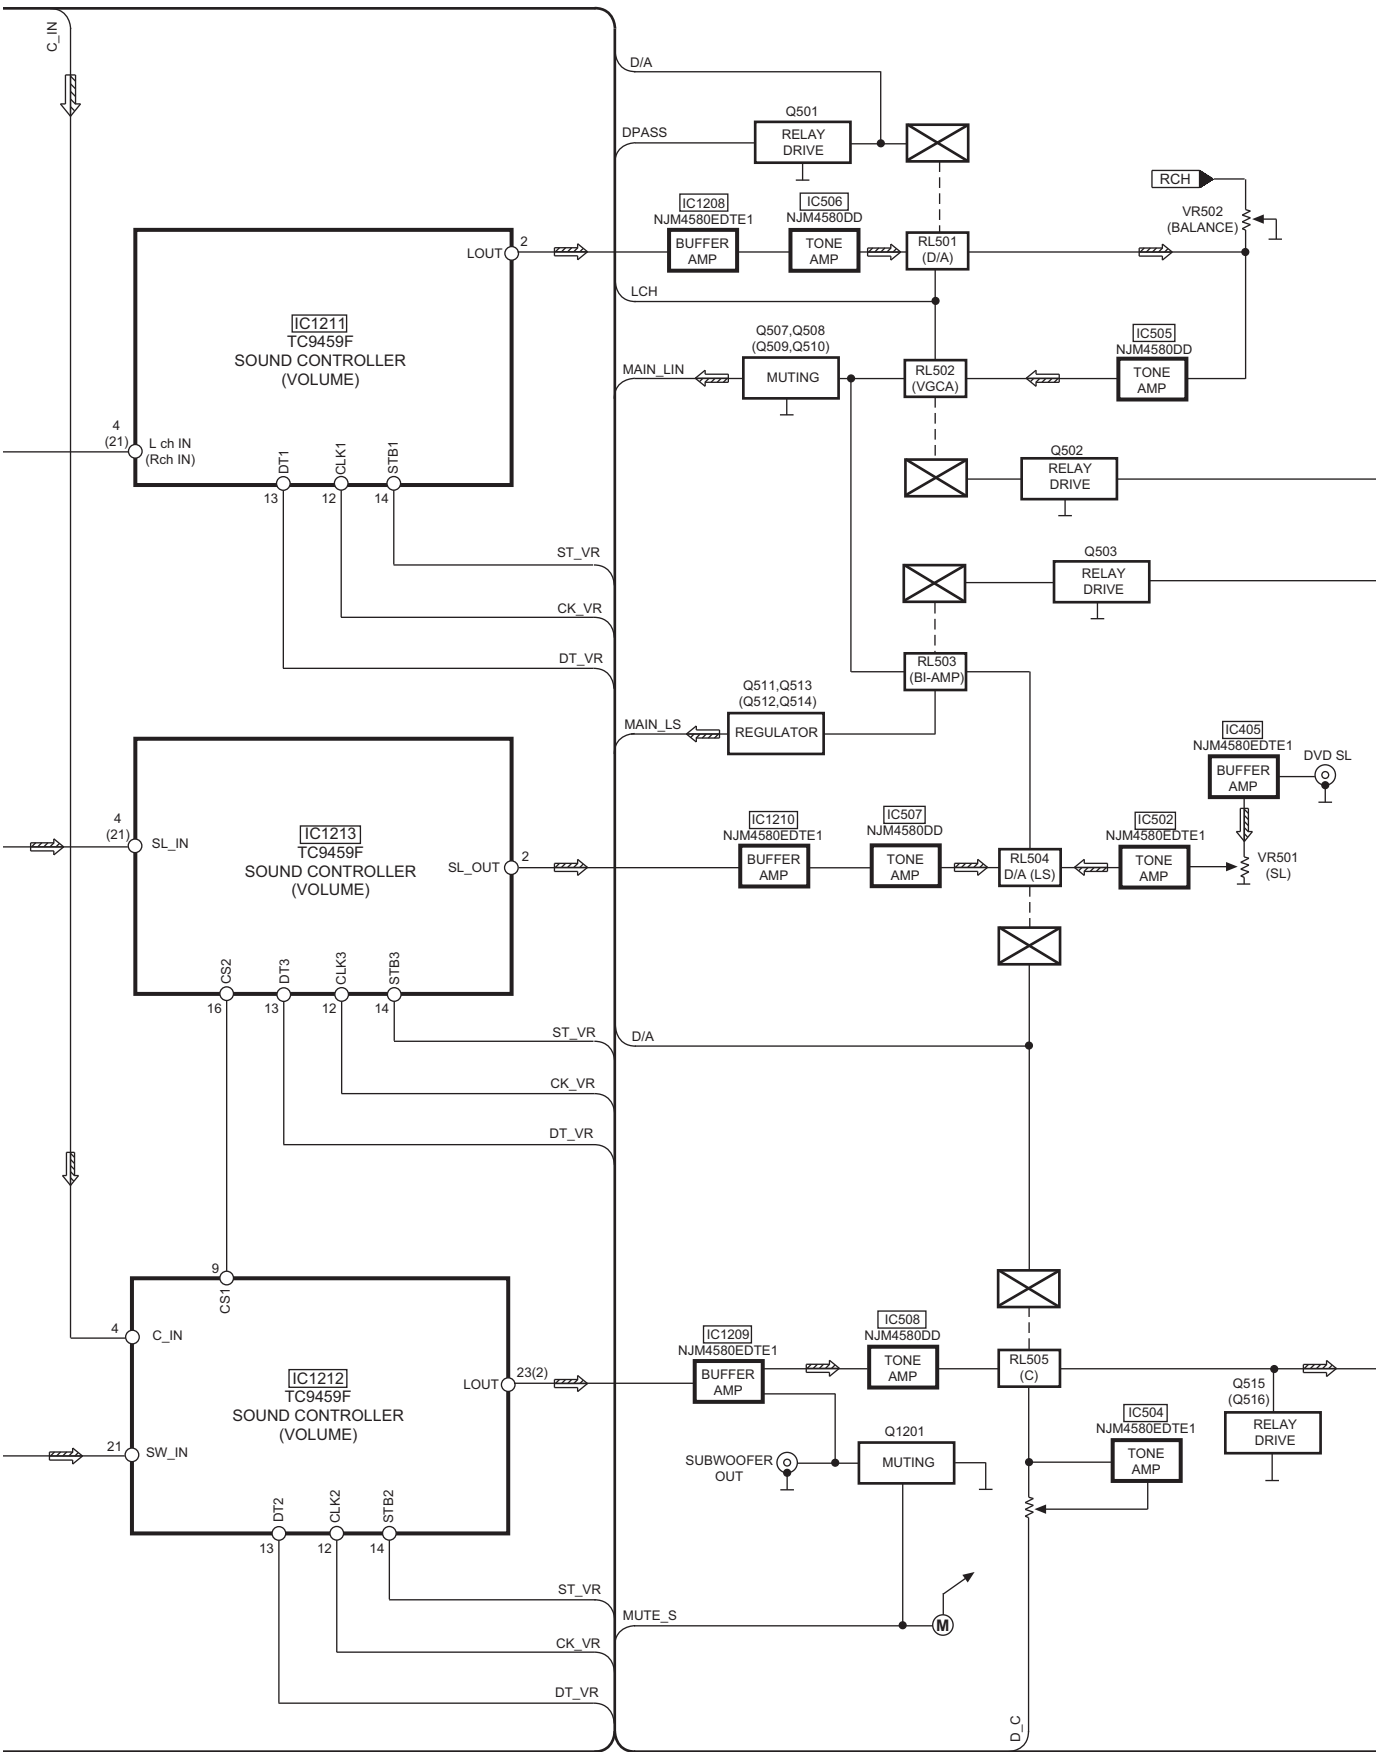 C_IN
D/A
Q501
DPASS
RELAY
DRIVE
RCH
VR502
(BALANCE)
IC1208
NJM4580EDTE1
BUFFER
AMP
IC506
NJM4580DD
TONE
AMP
RL501
(D/A)
LOUT
2
IC1211
TC9459F
SOUND CONTROLLER
(VOLUME)
LCH
Q507,Q508
(Q509,Q510)
MAIN_LIN
MUTING
RL502
(VGCA)
IC505
NJM4580DD
TONE
AMP
4
(21)
L ch IN
(Rch IN)
DT1
CLK1
STB1
13
12
14
Q502
RELAY
DRIVE
ST_VR
CK_VR
DT_VR
Q503
RELAY
DRIVE
RL503
(BI-AMP)
Q511,Q513
(Q512,Q514)
MAIN_LS
REGULATOR
IC405
NJM4580EDTE1
BUFFER
AMP
DVD SL
4
(21)
SL_IN
IC1213
TC9459F
SOUND CONTROLLER
(VOLUME)
SL_OUT
2
IC1210
NJM4580EDTE1
BUFFER
AMP
IC507
NJM4580DD
TONE
AMP
RL504
D/A (LS)
IC502
NJM4580EDTE1
TONE
AMP
VR501
(SL)
CS2
DT3
CLK3
STB3
16
13
12
14
ST_VR
D/A
CK_VR
DT_VR
9
CS1
4
C_IN
IC1212
TC9459F
SOUND CONTROLLER
(VOLUME)
LOUT
23(2)
IC1209
NJM4580EDTE1
BUFFER
AMP
IC508
NJM4580DD
TONE
AMP
RL505
(C)
Q515
(Q516)
RELAY
DRIVE
IC504
NJM4580EDTE1
TONE
AMP
21
SW_IN
SUBWOOFER
OUT
Q1201
MUTING
DT2
CLK2
STB2
13
12
14
ST_VR
MUTE_S
M
CK_VR
DT_VR
D_C